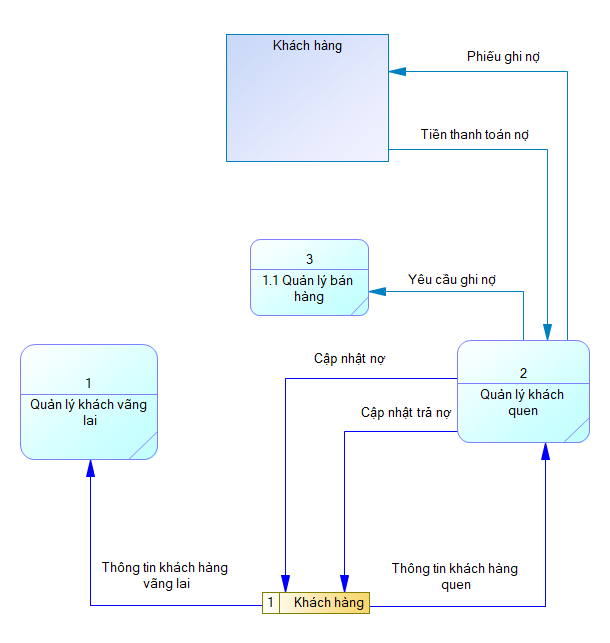 Khách hàng
Phiếu ghi nợ
Tiền thanh toán nợ
3
1.1 Quản lý bán
hàng
Yêu cầu ghi nợ
1
Quản lý khách vãng
lai
Cập nhật nợ
2
Quản lý khách
quen
Cập nhật trả nợ
Thông tin khách hàng
vãng lai
Thông tin khách hàng
quen
1 Khách hàng